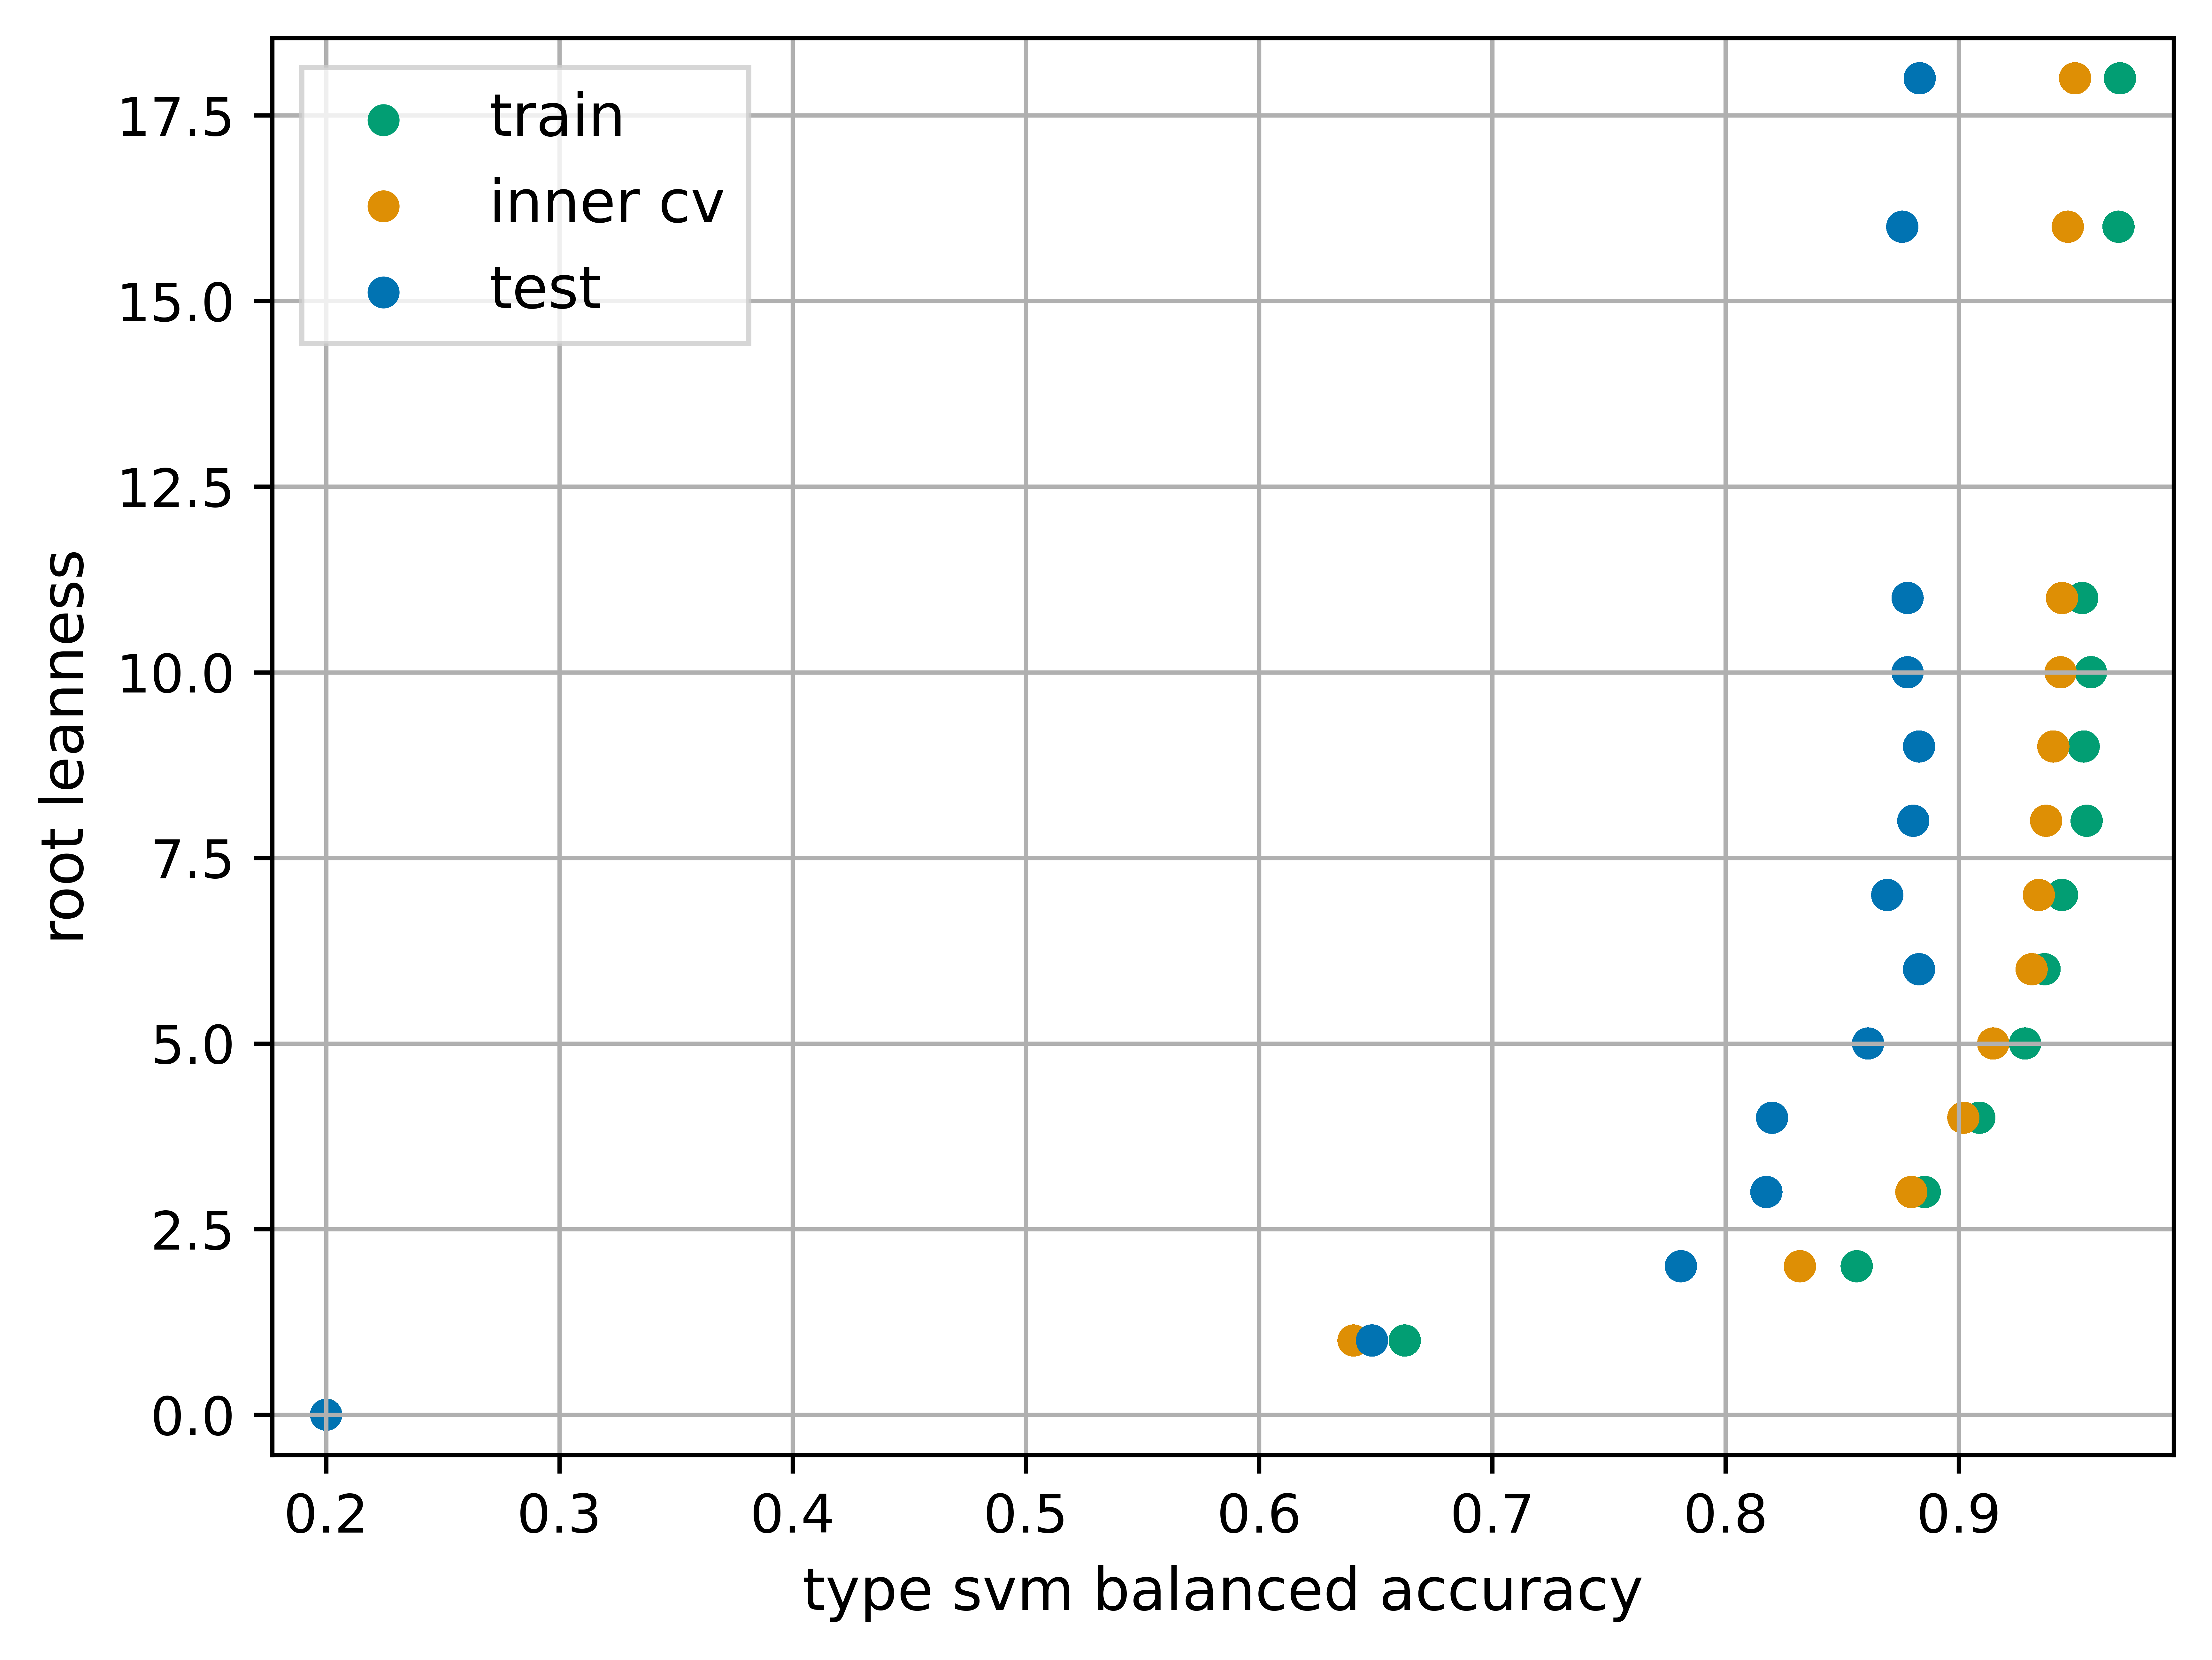 train
inner cv
test
17.5
15.0
12.5
10.0
7.5
5.0
2.5
0.0
root leanness
0.2 0.3 0.4 0.5 0.6 0.7 0.8 0.9
type svm balanced accuracy